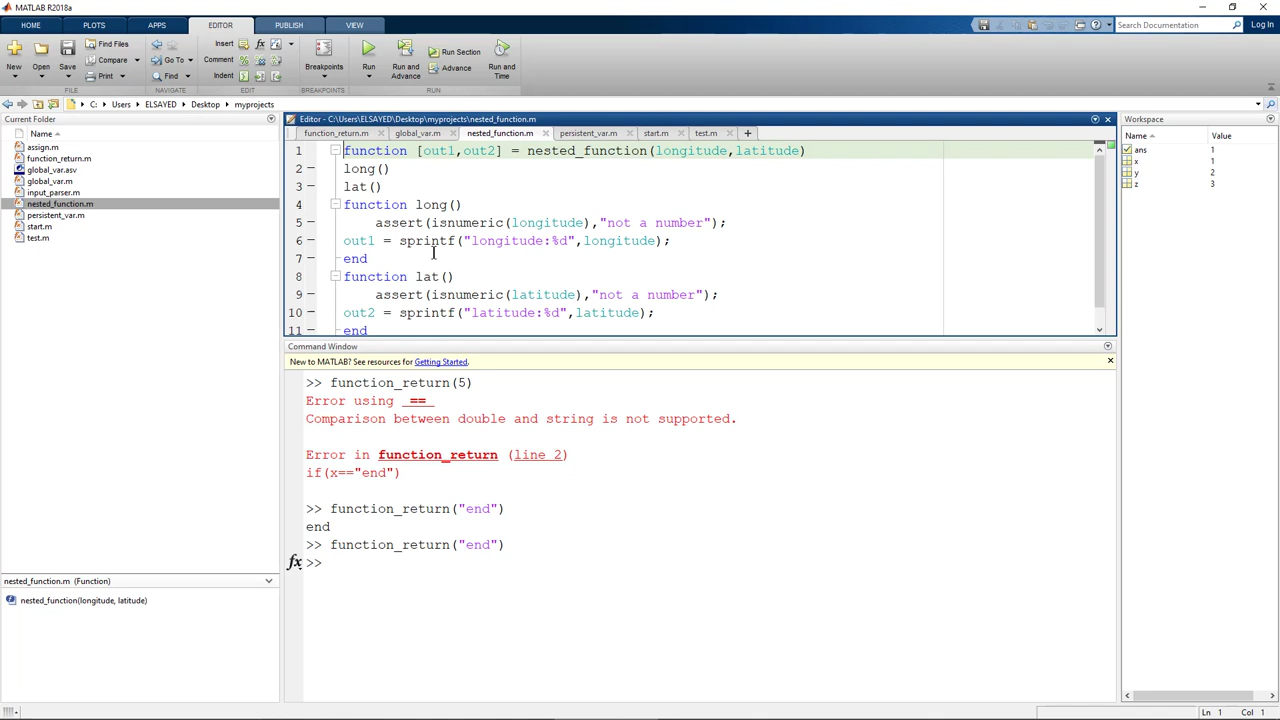 MATLAB R2018a
HOME PLOTS APPS EDITOR PUBLISH VIEW
Search Documentation
Log In
New
Open
Save
Find Files
Compare
Print
FILE
Go To
Find
NAVIGATE
Insert
Comment
Indent
EDIT
Breakpoints
BREAKPOINTS
Run
Run and Advance
Run Section
Advance
Run and Time
RUN
C: Users ELSAYED Desktop myprojects
Current Folder
Name
assign.m
function_return.m
global_var.asv
global_var.m
input_parser.m
nested_function.m
persistent_var.m
start.m
test.m
nested_function.m (Function)
nested_function(longitude, latitude)
Editor - C:\Users\ELSAYED\Desktop\myprojects\nested_function.m
function_return.m global_var.m nested_function.m persistent_var.m start.m test.m
1 function [out1,out2] = nested_function(longitude,latitude)
2 long()
3 lat()
4 function long()
5 assert(isnumeric(longitude),"not a number");
6 out1 = sprintf("longitude:%d",longitude);
7 end
8 function lat()
9 assert(isnumeric(latitude),"not a number");
10 out2 = sprintf("latitude:%d",latitude);
11 end
Command Window
New to MATLAB? See resources for Getting Started.
>> function_return(5)
Error using ==
Comparison between double and string is not supported.
Error in function_return (line 2)
if(x=="end")
>> function_return("end")
end
>> function_return("end")
fx >>
Workspace
Name Value
ans 1
x 1
y 2
z 3
Ln 1 Col 1